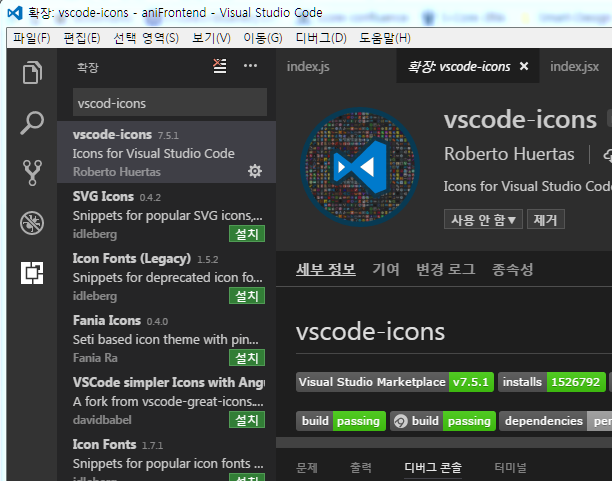 확장: vscode-icons - aniFrontend - Visual Studio Code
파일(F) 편집(E) 선택 영역(S) 보기(V) 이동(G) 디버그(D) 도움말(H)
확장
vscod-icons
vscode-icons 7.5.1
Icons for Visual Studio Code
Roberto Huertas
SVG Icons 0.4.2
Snippets for popular SVG icons,...
idleberg 설치
Icon Fonts (Legacy) 1.5.2
Snippets for deprecated icon fo...
idleberg 설치
Fania Icons 0.4.0
Seti based icon theme with pin...
Fania Ra 설치
VSCode simpler Icons with Angu
A fork from vscode-great-icons....
davidbabel 설치
Icon Fonts 1.7.1
Snippets for popular icon fonts ...
idleberg 설치
index.js 확장: vscode-icons × index.jsx
vscode-icons
Roberto Huertas
Icons for Visual Studio Code
사용 안 함▼ 제거
세부 정보 기여 변경 로그 종속성
vscode-icons
Visual Studio Marketplace v7.5.1 installs 1526792
build passing build passing dependencies
문제 출력 디버그 콘솔 터미널